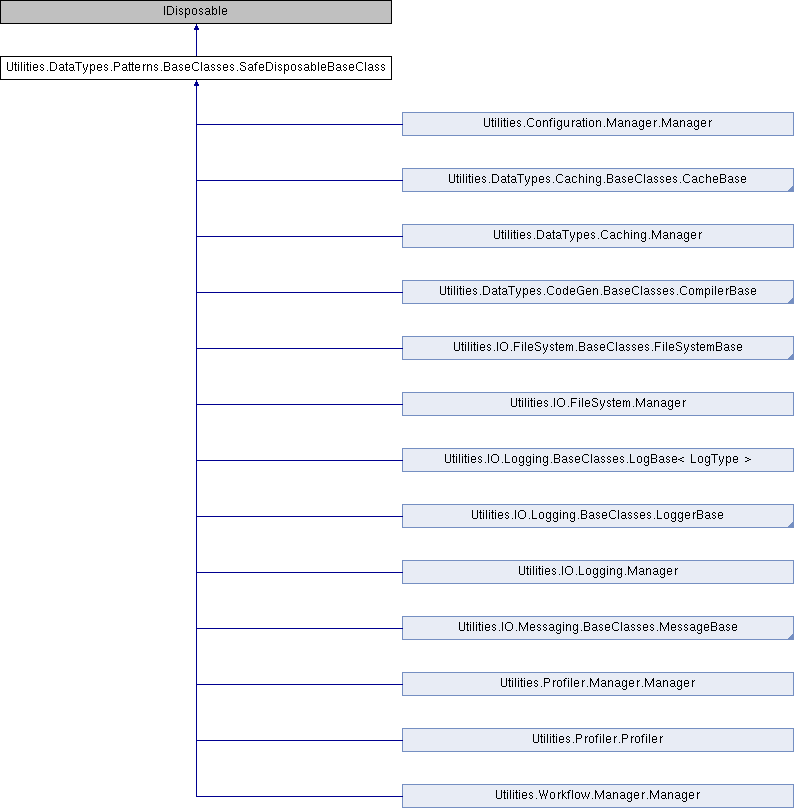 IDisposable
Utilities.DataTypes.Patterns.BaseClasses.SafeDisposableBaseClass
Utilities.Configuration.Manager.Manager
Utilities.DataTypes.Caching.BaseClasses.CacheBase
Utilities.DataTypes.Caching.Manager
Utilities.DataTypes.CodeGen.BaseClasses.CompilerBase
Utilities.IO.FileSystem.BaseClasses.FileSystemBase
Utilities.IO.FileSystem.Manager
Utilities.IO.Logging.BaseClasses.LogBase< LogType >
Utilities.IO.Logging.BaseClasses.LoggerBase
Utilities.IO.Logging.Manager
Utilities.IO.Messaging.BaseClasses.MessageBase
Utilities.Profiler.Manager.Manager
Utilities.Profiler.Profiler
Utilities.Workflow.Manager.Manager